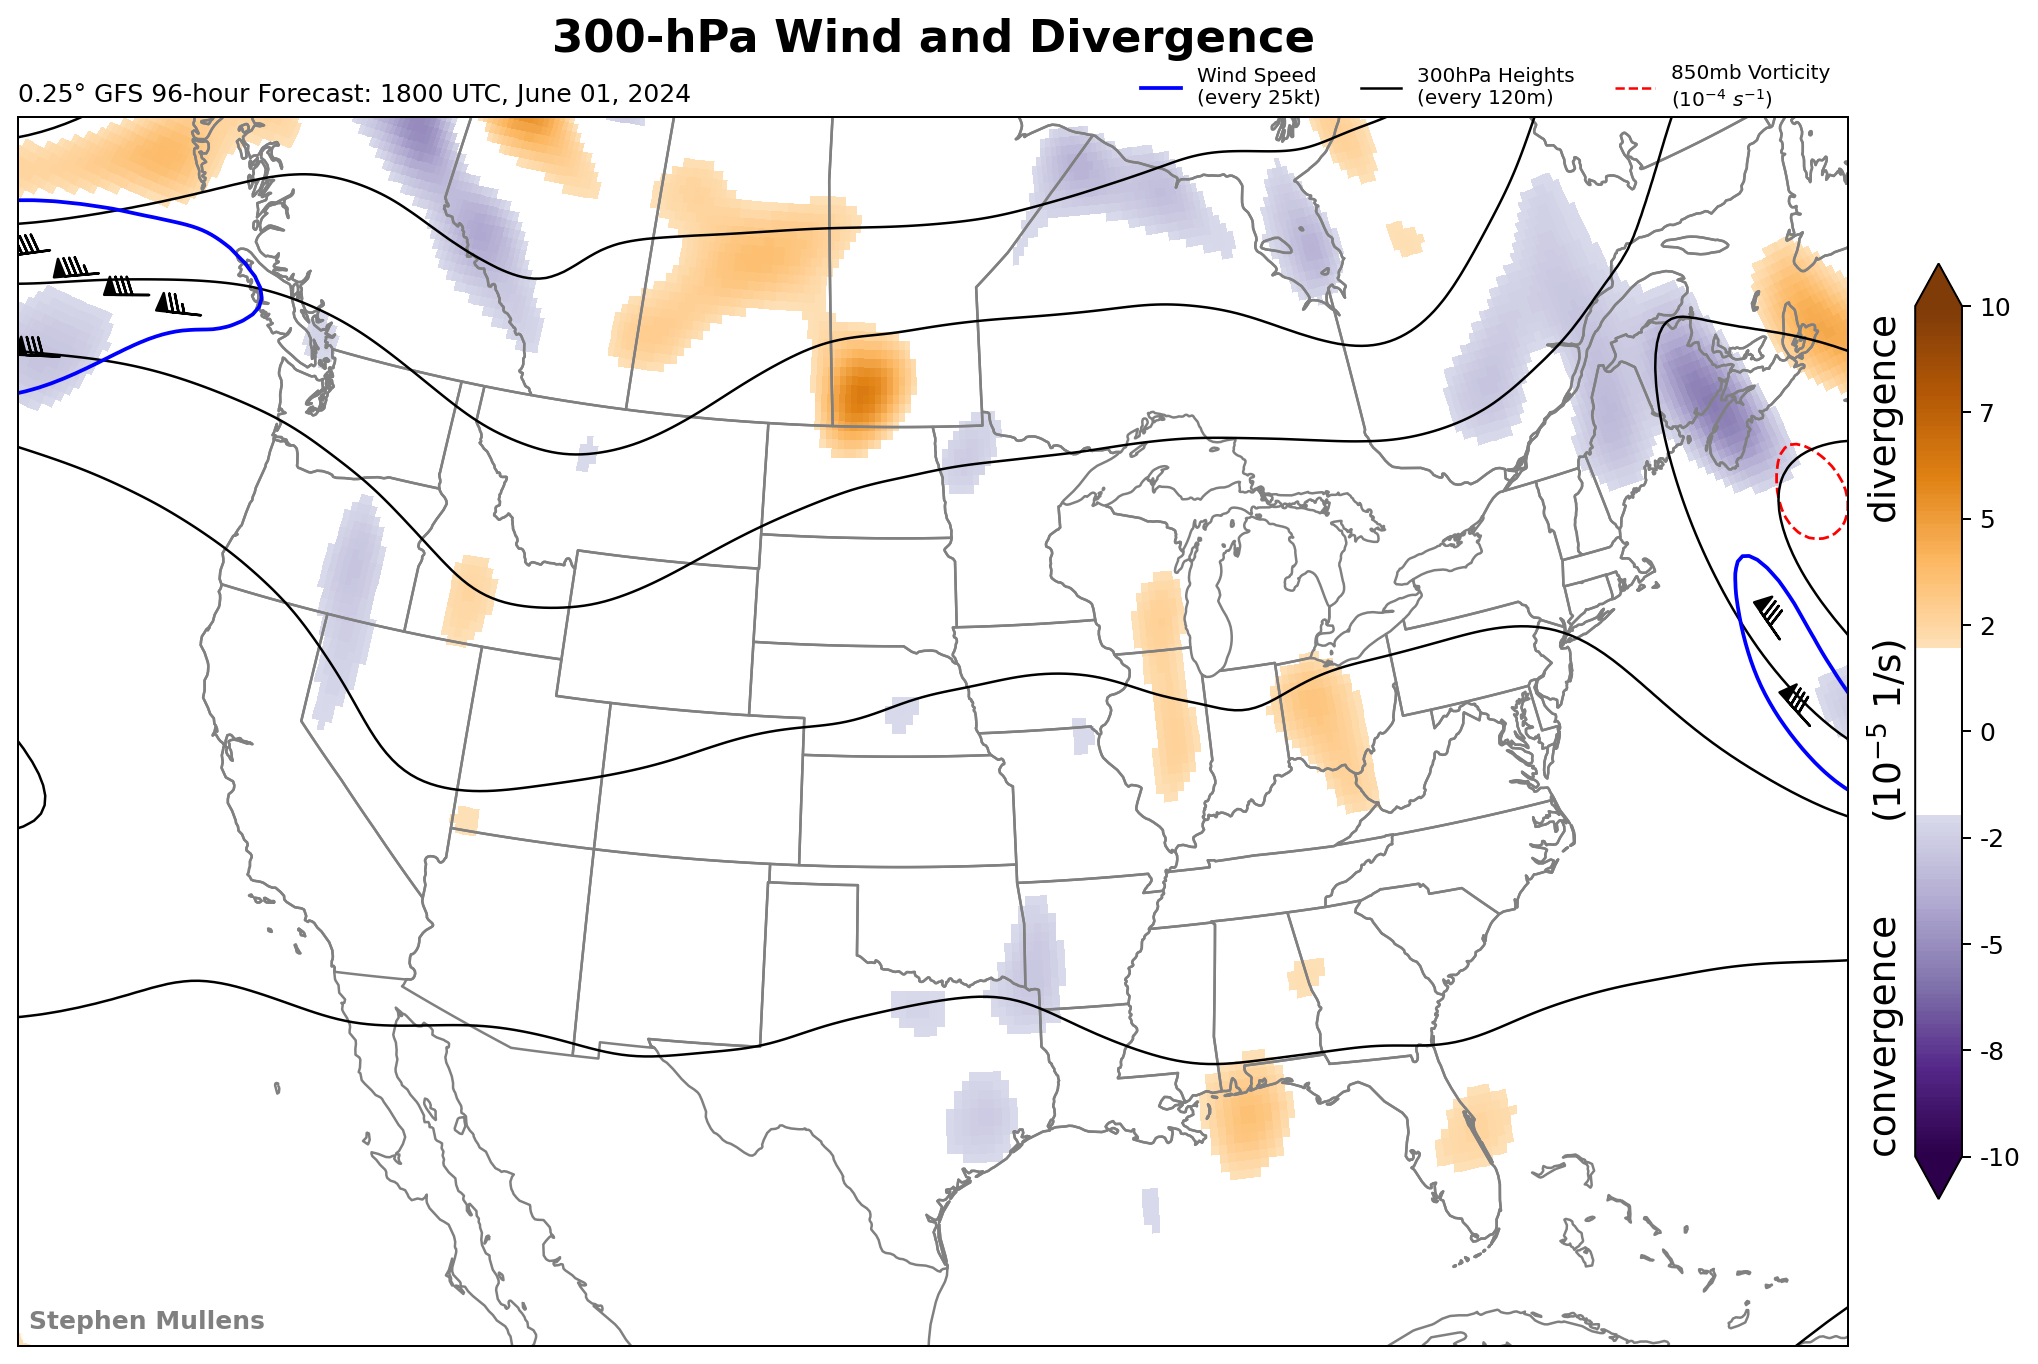 300-hPa Wind and Divergence
0.25° GFS 96-hour Forecast: 1800 UTC, June 01, 2024
Wind Speed
(every 25kt)
300hPa Heights
(every 120m)
850mb Vorticity
(10⁻⁴ s⁻¹)
10
7
5
2
0
-2
-5
-8
-10
convergence (10⁻⁵ 1/s) divergence
Stephen Mullens